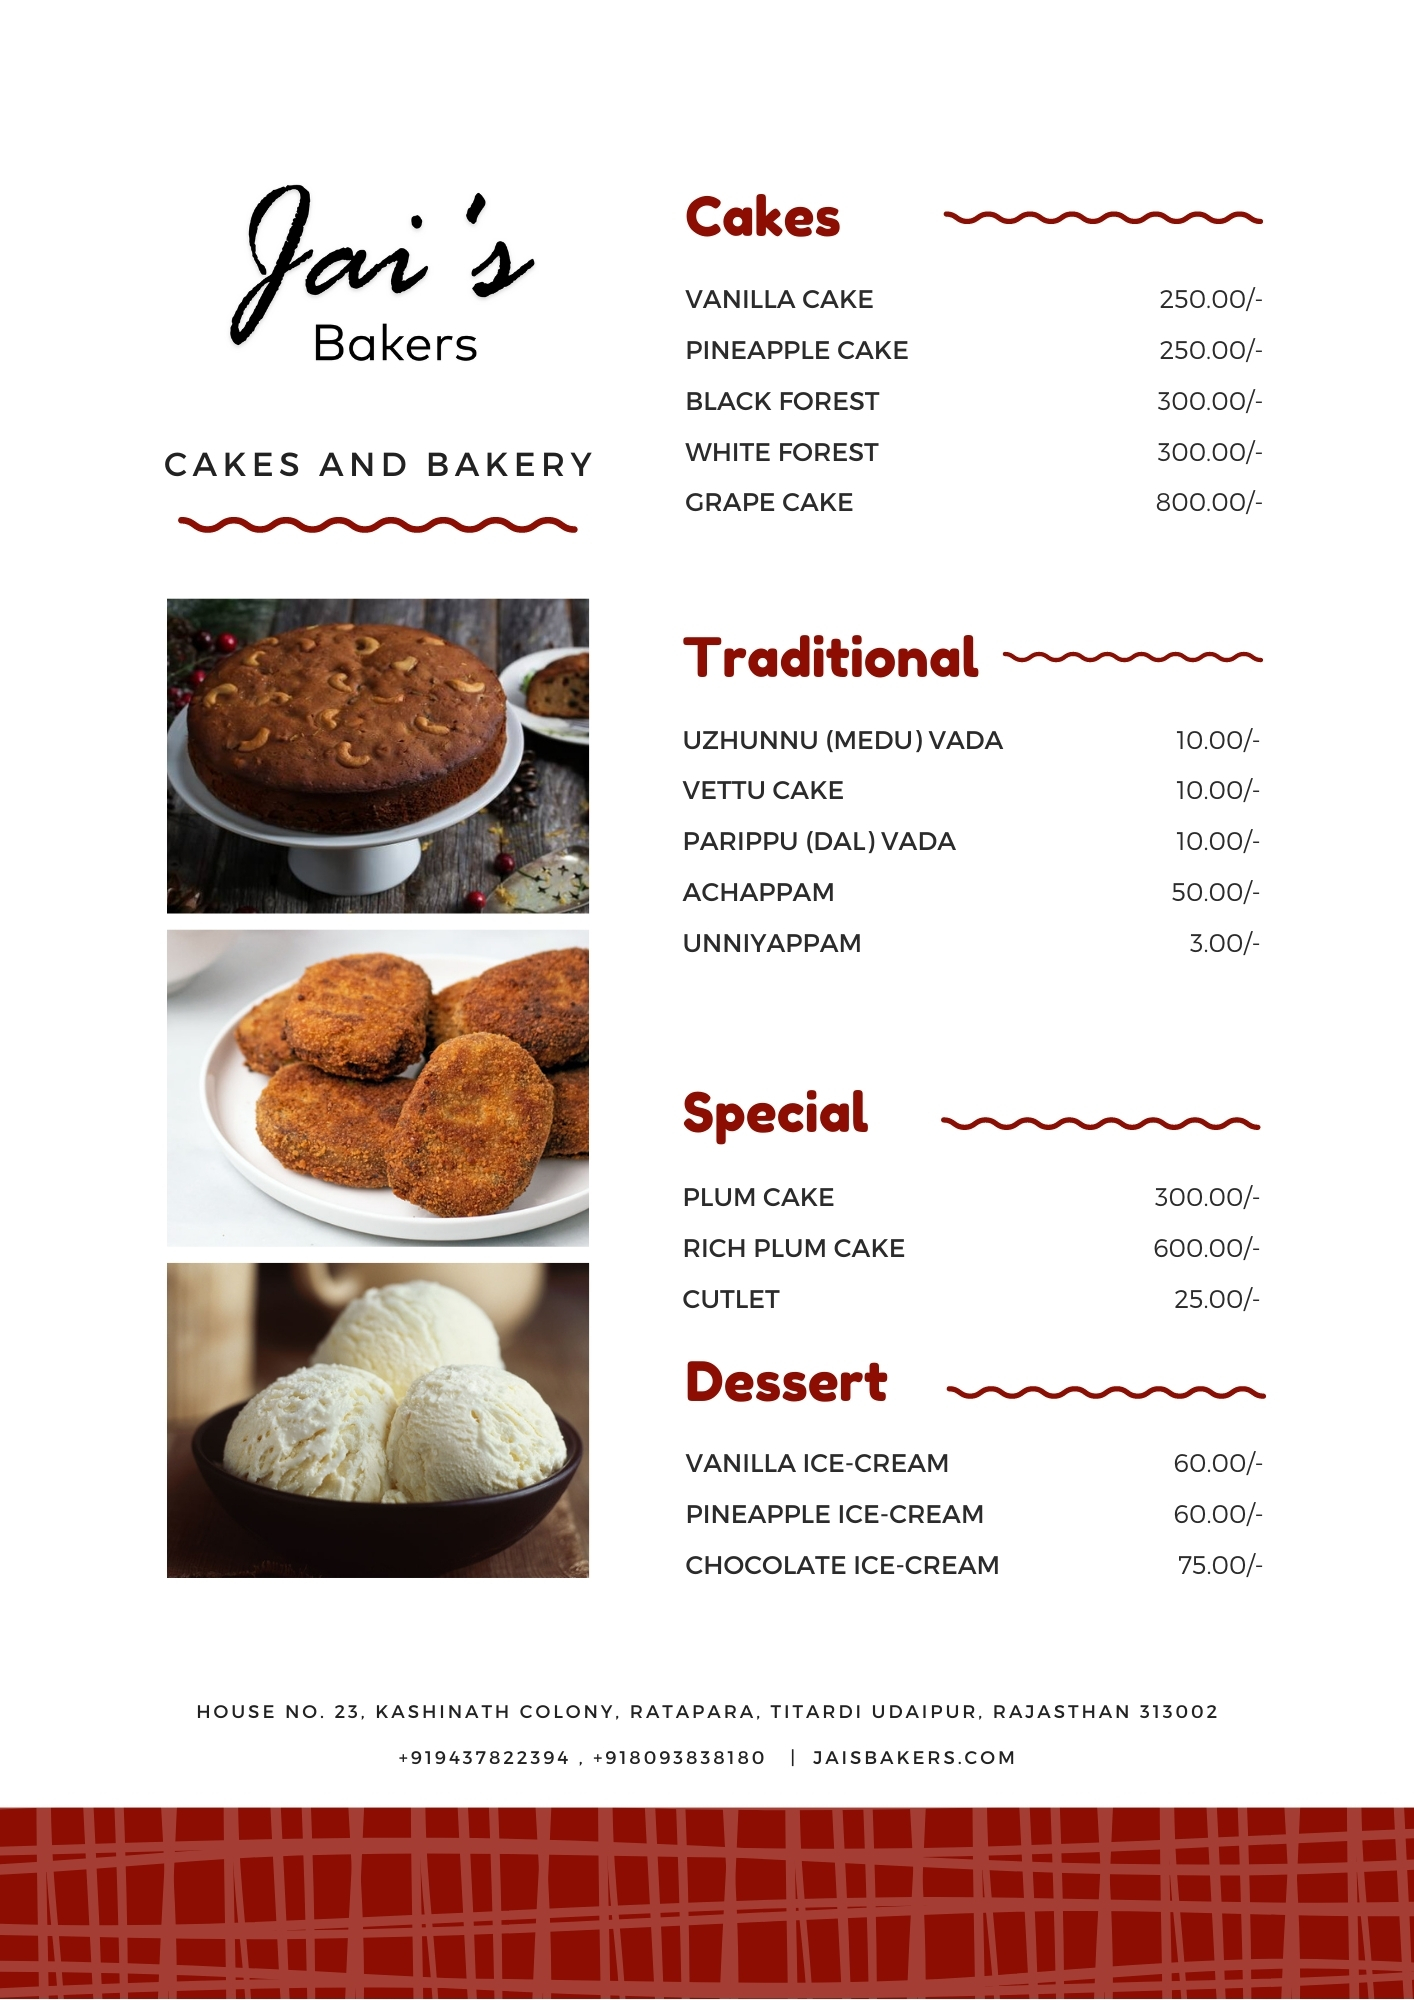 Jai's
Bakers
CAKES AND BAKERY
Cakes
VANILLA CAKE 250.00/-
PINEAPPLE CAKE 250.00/-
BLACK FOREST 300.00/-
WHITE FOREST 300.00/-
GRAPE CAKE 800.00/-
Traditional
UZHUNNU (MEDU) VADA 10.00/-
VETTU CAKE 10.00/-
PARIPPU (DAL) VADA 10.00/-
ACHAPPAM 50.00/-
UNNIYAPPAM 3.00/-
Special
PLUM CAKE 300.00/-
RICH PLUM CAKE 600.00/-
CUTLET 25.00/-
Dessert
VANILLA ICE-CREAM 60.00/-
PINEAPPLE ICE-CREAM 60.00/-
CHOCOLATE ICE-CREAM 75.00/-
HOUSE NO. 23, KASHINATH COLONY, RATAPARA, TITARDI UDAIPUR, RAJASTHAN 313002
+919437822394 , +918093838180 | JAISBAKERS.COM